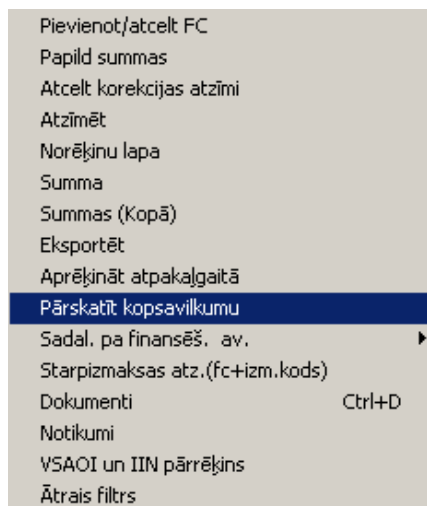 Pievienot/atcelt FC
Papild summas
Atcelt korekcijas atzīmi
Atzīmēt
Norēķinu lapa
Summa
Summas (Kopā)
Eksportēt
Aprēķināt atpakaļgaitā
Pārskatīt kopsavilkumu
Sadal. pa finansēš. av.
Starpizmaksas atz.(fc+izm.kods)
Dokumenti Ctrl+D
Notikumi
VSAOI un IIN pārrēķins
Ātrais filtrs